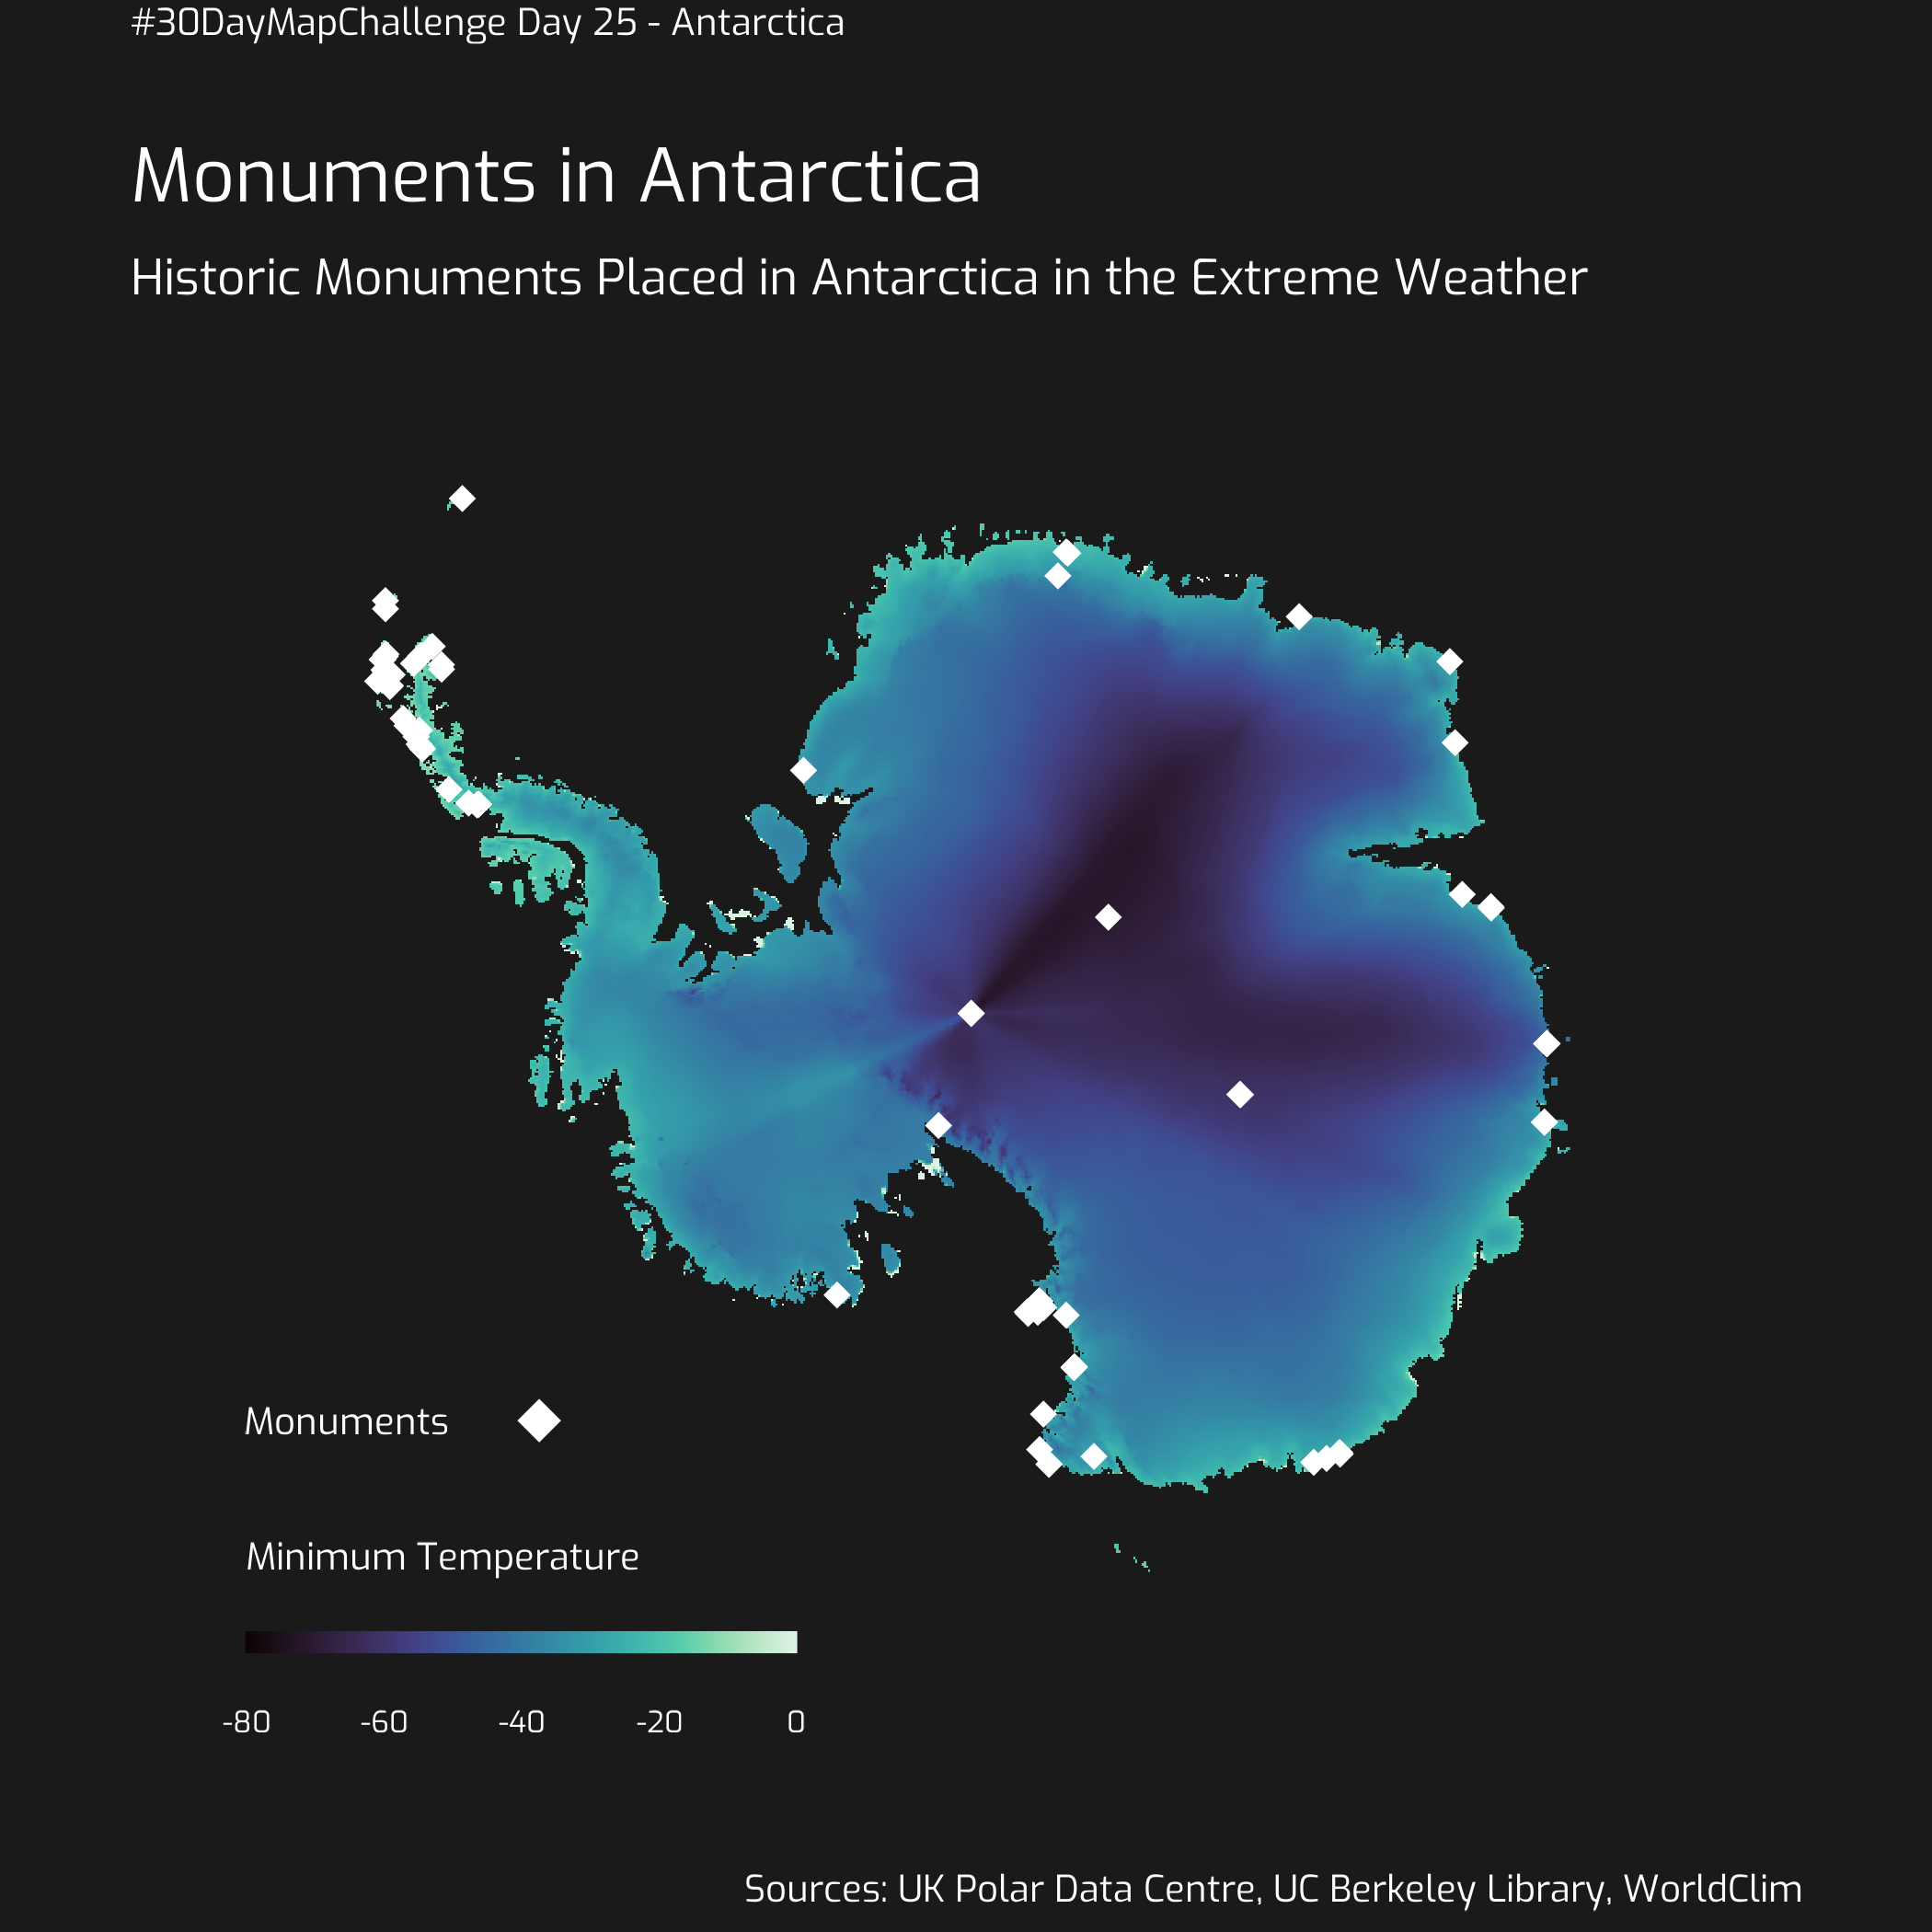 #30DayMapChallenge Day 25 - Antarctica
Monuments in Antarctica
Historic Monuments Placed in Antarctica in the Extreme Weather
Monuments
Minimum Temperature
-80 -60 -40 -20 0
Sources: UK Polar Data Centre, UC Berkeley Library, WorldClim